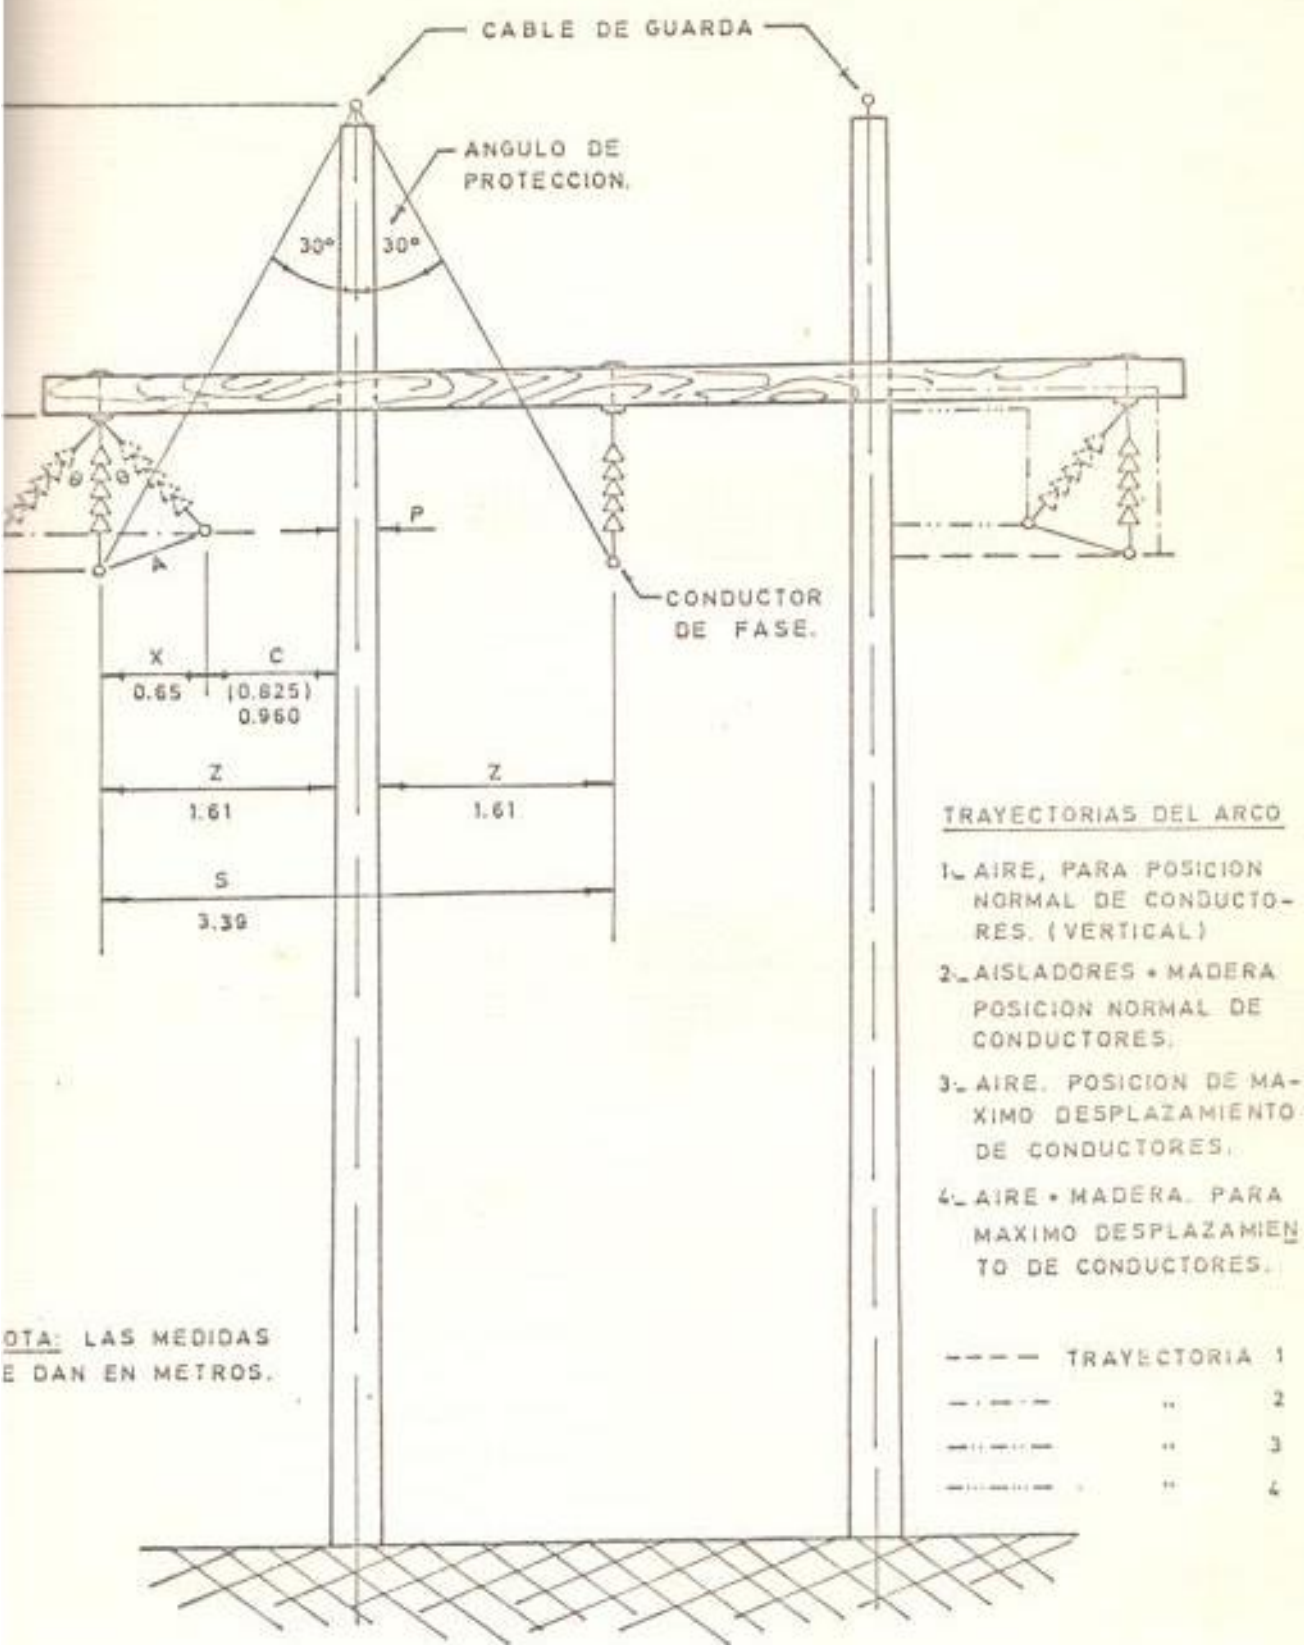 CABLE DE GUARDA
ANGULO DE
PROTECCION.
30° 30°
θ θ
P
A
CONDUCTOR
DE FASE.
X C
0.65 (0.825)
0.960
Z Z
1.61 1.61
S
3.39
TRAYECTORIAS DEL ARCO
1._ AIRE, PARA POSICION
NORMAL DE CONDUCTO-
RES. (VERTICAL)
2._ AISLADORES + MADERA
POSICION NORMAL DE
CONDUCTORES.
3._ AIRE. POSICION DE MA-
XIMO DESPLAZAMIENTO
DE CONDUCTORES.
4._ AIRE + MADERA. PARA
MAXIMO DESPLAZAMIEN
TO DE CONDUCTORES.
OTA: LAS MEDIDAS
E DAN EN METROS.
TRAYECTORIA 1
" 2
" 3
" 4